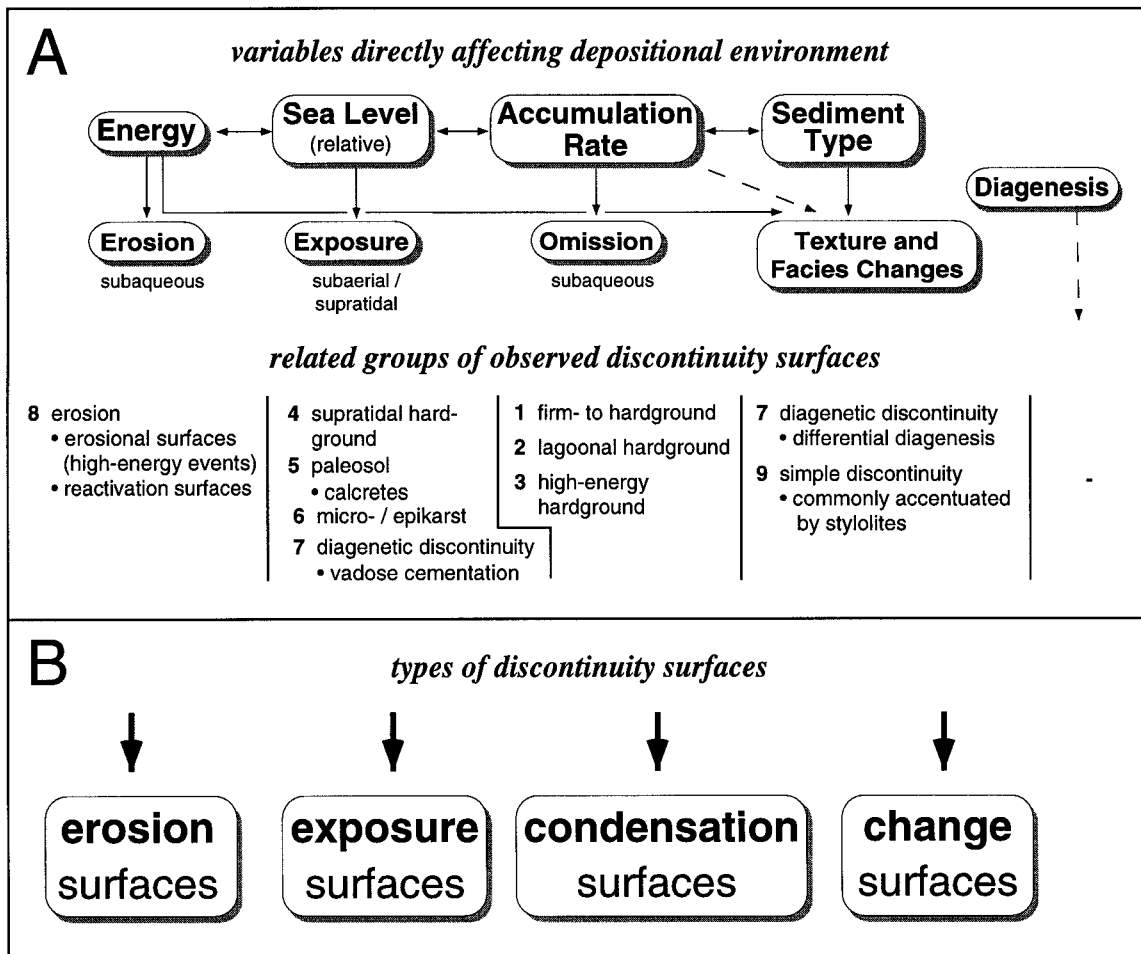 A
variables directly affecting depositional environment
Energy
Sea Level
(relative)
Accumulation
Rate
Sediment
Type
Diagenesis
Erosion
subaqueous
Exposure
subaerial /
supratidal
Omission
subaqueous
Texture and
Facies Changes
related groups of observed discontinuity surfaces
8 erosion
• erosional surfaces
(high-energy events)
• reactivation surfaces
4 supratidal hard-
ground
5 paleosol
• calcretes
6 micro- / epikarst
7 diagenetic discontinuity
• vadose cementation
1 firm- to hardground
2 lagoonal hardground
3 high-energy
hardground
7 diagenetic discontinuity
• differential diagenesis
9 simple discontinuity
• commonly accentuated
by stylolites
-
B
types of discontinuity surfaces
erosion
surfaces
exposure
surfaces
condensation
surfaces
change
surfaces